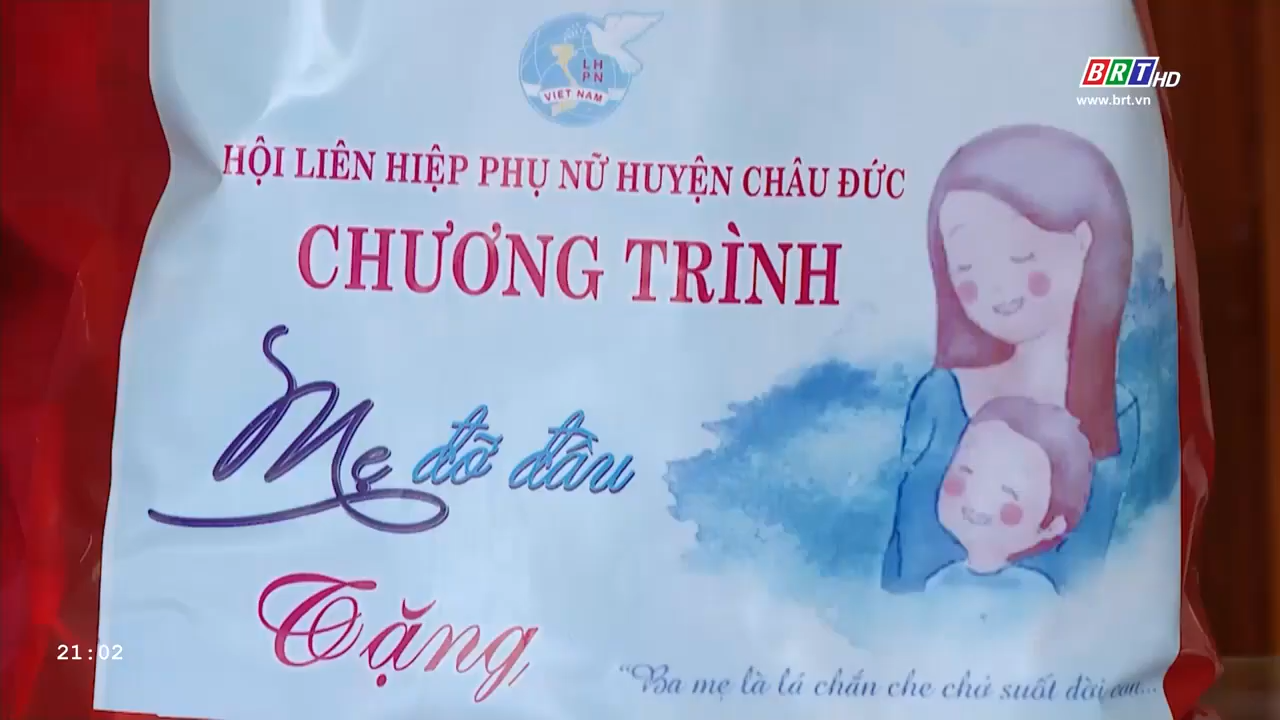 BRT HD
www.brt.vn
LH
PN
VIET NAM
HỘI LIÊN HIỆP PHỤ NỮ HUYỆN CHÂU ĐỨC
CHƯƠNG TRÌNH
Mẹ đỡ đầu
Tặng
21:02
"Ba mẹ là lá chắn che chở suốt đời con...